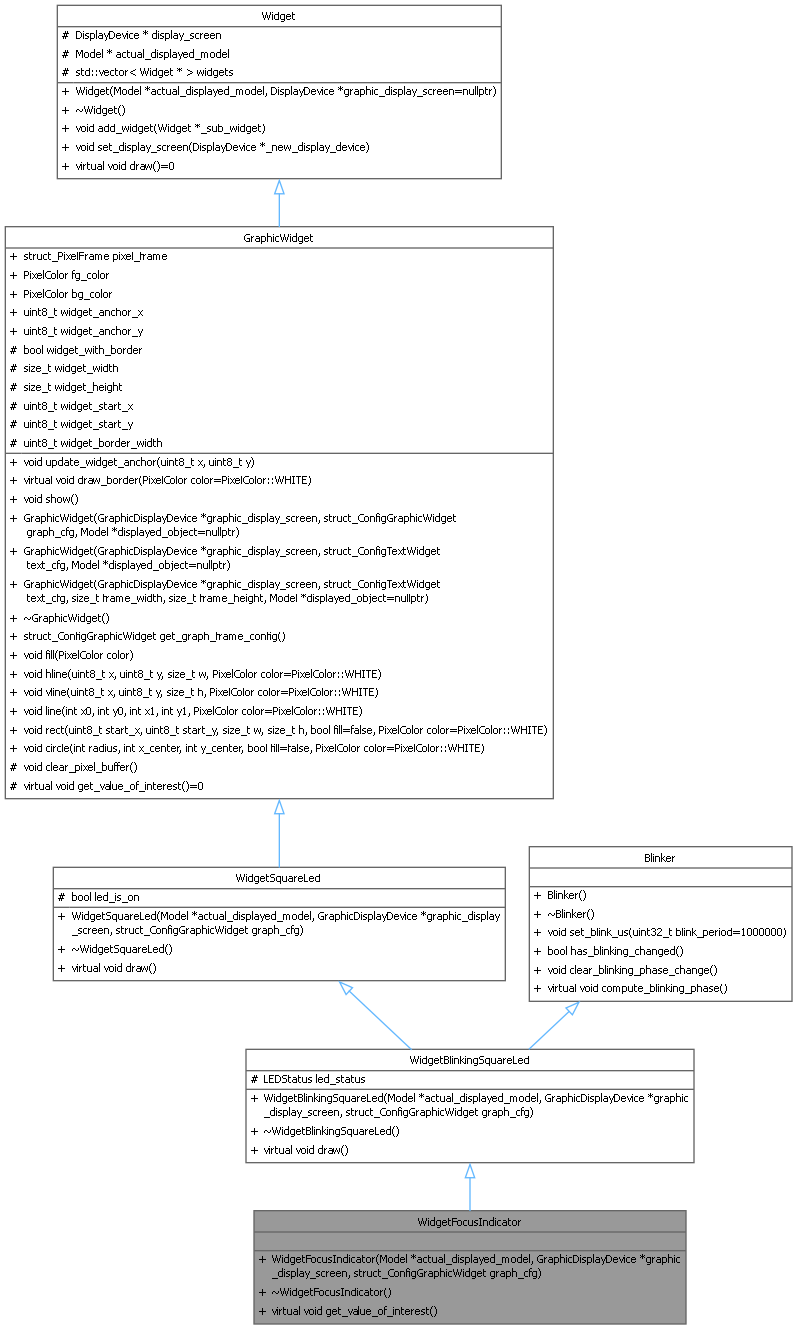 Widget
# DisplayDevice * display_screen
# Model * actual_displayed_model
# std::vector< Widget * > widgets
+ Widget(Model *actual_displayed_model, DisplayDevice *graphic_display_screen=nullptr)
+ ~Widget()
+ void add_widget(Widget *_sub_widget)
+ void set_display_screen(DisplayDevice *_new_display_device)
+ virtual void draw()=0
GraphicWidget
+ struct_PixelFrame pixel_frame
+ PixelColor fg_color
+ PixelColor bg_color
+ uint8_t widget_anchor_x
+ uint8_t widget_anchor_y
# bool widget_with_border
# size_t widget_width
# size_t widget_height
# uint8_t widget_start_x
# uint8_t widget_start_y
# uint8_t widget_border_width
+ void update_widget_anchor(uint8_t x, uint8_t y)
+ virtual void draw_border(PixelColor color=PixelColor::WHITE)
+ void show()
+ GraphicWidget(GraphicDisplayDevice *graphic_display_screen, struct_ConfigGraphicWidget
graph_cfg, Model *displayed_object=nullptr)
+ GraphicWidget(GraphicDisplayDevice *graphic_display_screen, struct_ConfigTextWidget
text_cfg, Model *displayed_object=nullptr)
+ GraphicWidget(GraphicDisplayDevice *graphic_display_screen, struct_ConfigTextWidget
text_cfg, size_t frame_width, size_t frame_height, Model *displayed_object=nullptr)
+ ~GraphicWidget()
+ struct_ConfigGraphicWidget get_graph_frame_config()
+ void fill(PixelColor color)
+ void hline(uint8_t x, uint8_t y, size_t w, PixelColor color=PixelColor::WHITE)
+ void vline(uint8_t x, uint8_t y, size_t h, PixelColor color=PixelColor::WHITE)
+ void line(int x0, int y0, int x1, int y1, PixelColor color=PixelColor::WHITE)
+ void rect(uint8_t start_x, uint8_t start_y, size_t w, size_t h, bool fill=false, PixelColor color=PixelColor::WHITE)
+ void circle(int radius, int x_center, int y_center, bool fill=false, PixelColor color=PixelColor::WHITE)
# void clear_pixel_buffer()
# virtual void get_value_of_interest()=0
WidgetSquareLed
# bool led_is_on
+ WidgetSquareLed(Model *actual_displayed_model, GraphicDisplayDevice *graphic_display
_screen, struct_ConfigGraphicWidget graph_cfg)
+ ~WidgetSquareLed()
+ virtual void draw()
Blinker
+ Blinker()
+ ~Blinker()
+ void set_blink_us(uint32_t blink_period=1000000)
+ bool has_blinking_changed()
+ void clear_blinking_phase_change()
+ virtual void compute_blinking_phase()
WidgetBlinkingSquareLed
# LEDStatus led_status
+ WidgetBlinkingSquareLed(Model *actual_displayed_model, GraphicDisplayDevice *graphic
_display_screen, struct_ConfigGraphicWidget graph_cfg)
+ ~WidgetBlinkingSquareLed()
+ virtual void draw()
WidgetFocusIndicator
+ WidgetFocusIndicator(Model *actual_displayed_model, GraphicDisplayDevice *graphic
_display_screen, struct_ConfigGraphicWidget graph_cfg)
+ ~WidgetFocusIndicator()
+ virtual void get_value_of_interest()